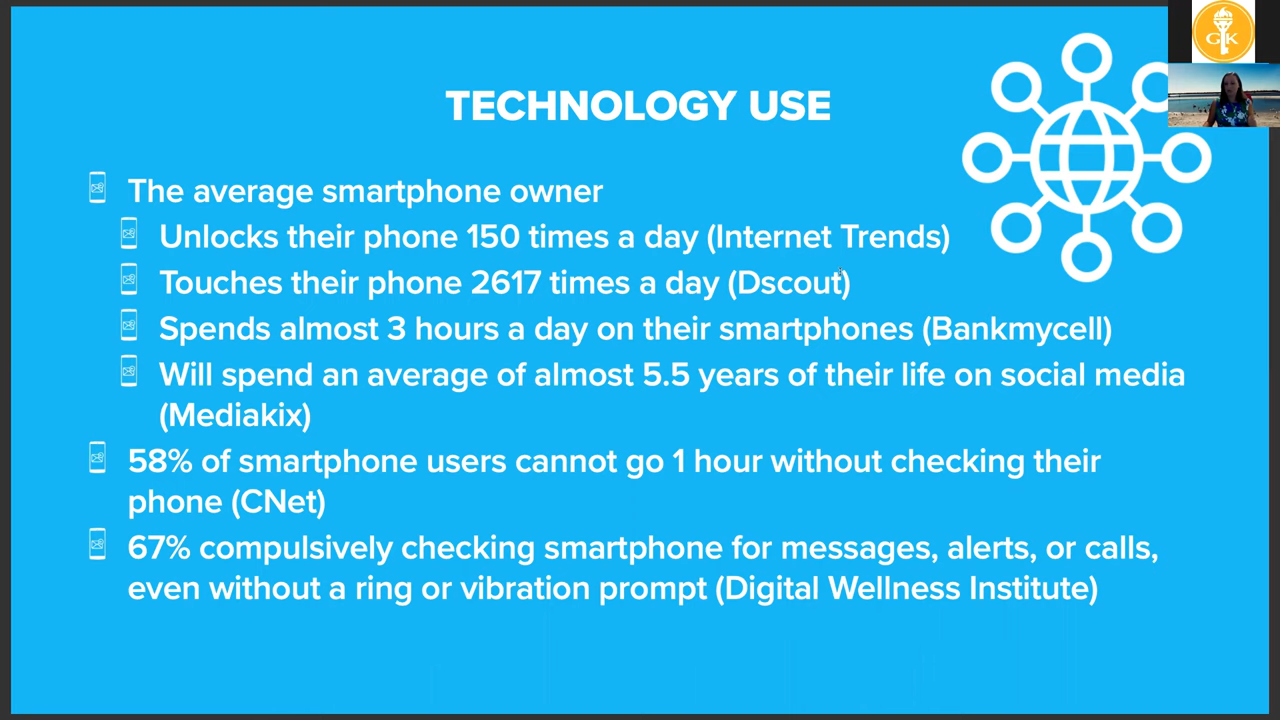 GK
TECHNOLOGY USE
The average smartphone owner
Unlocks their phone 150 times a day (Internet Trends)
Touches their phone 2617 times a day (Dscout)
Spends almost 3 hours a day on their smartphones (Bankmycell)
Will spend an average of almost 5.5 years of their life on social media
(Mediakix)
58% of smartphone users cannot go 1 hour without checking their
phone (CNet)
67% compulsively checking smartphone for messages, alerts, or calls,
even without a ring or vibration prompt (Digital Wellness Institute)